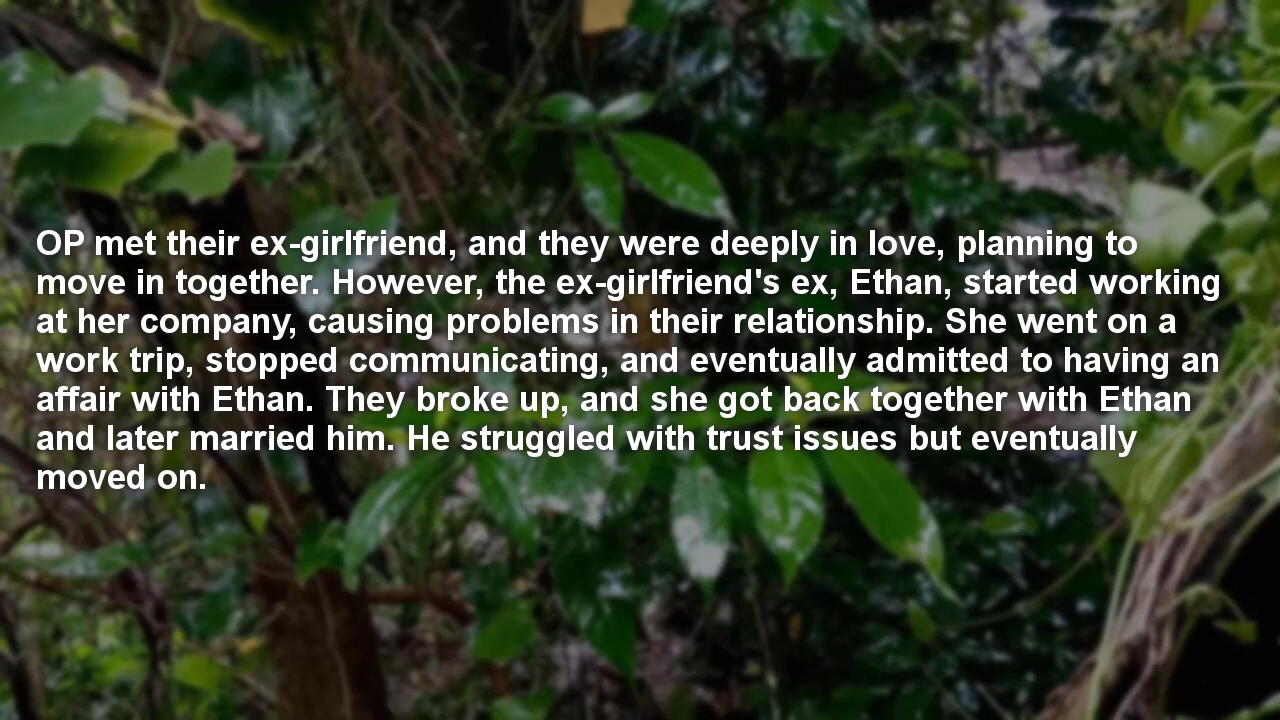 OP met their ex-girlfriend, and they were deeply in love, planning to
move in together. However, the ex-girlfriend's ex, Ethan, started working
at her company, causing problems in their relationship. She went on a
work trip, stopped communicating, and eventually admitted to having an
affair with Ethan. They broke up, and she got back together with Ethan
and later married him. He struggled with trust issues but eventually
moved on.